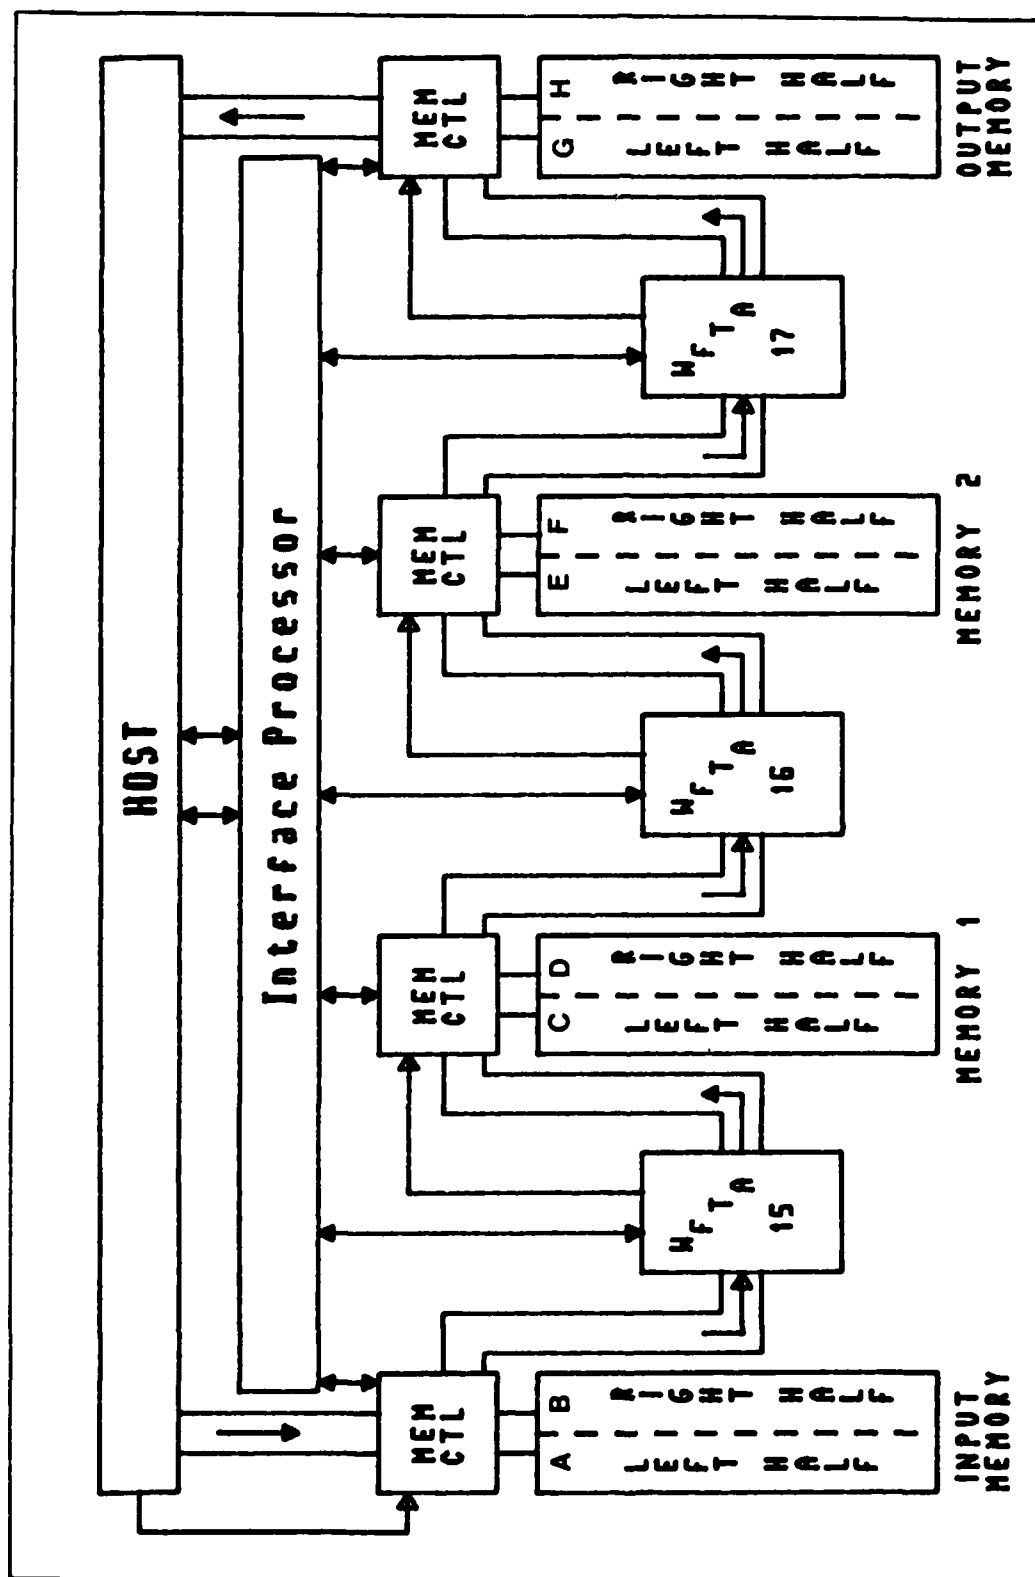 HOST
Interface Processor
MEM
CTL
MEM
CTL
MEM
CTL
MEM
CTL
WFTA
15
WFTA
16
WFTA
17
A
B
LEFT HALF
RIGHT HALF
C
D
LEFT HALF
RIGHT HALF
E
F
LEFT HALF
RIGHT HALF
G
H
LEFT HALF
RIGHT HALF
INPUT
MEMORY
MEMORY 1
MEMORY 2
OUTPUT
MEMORY